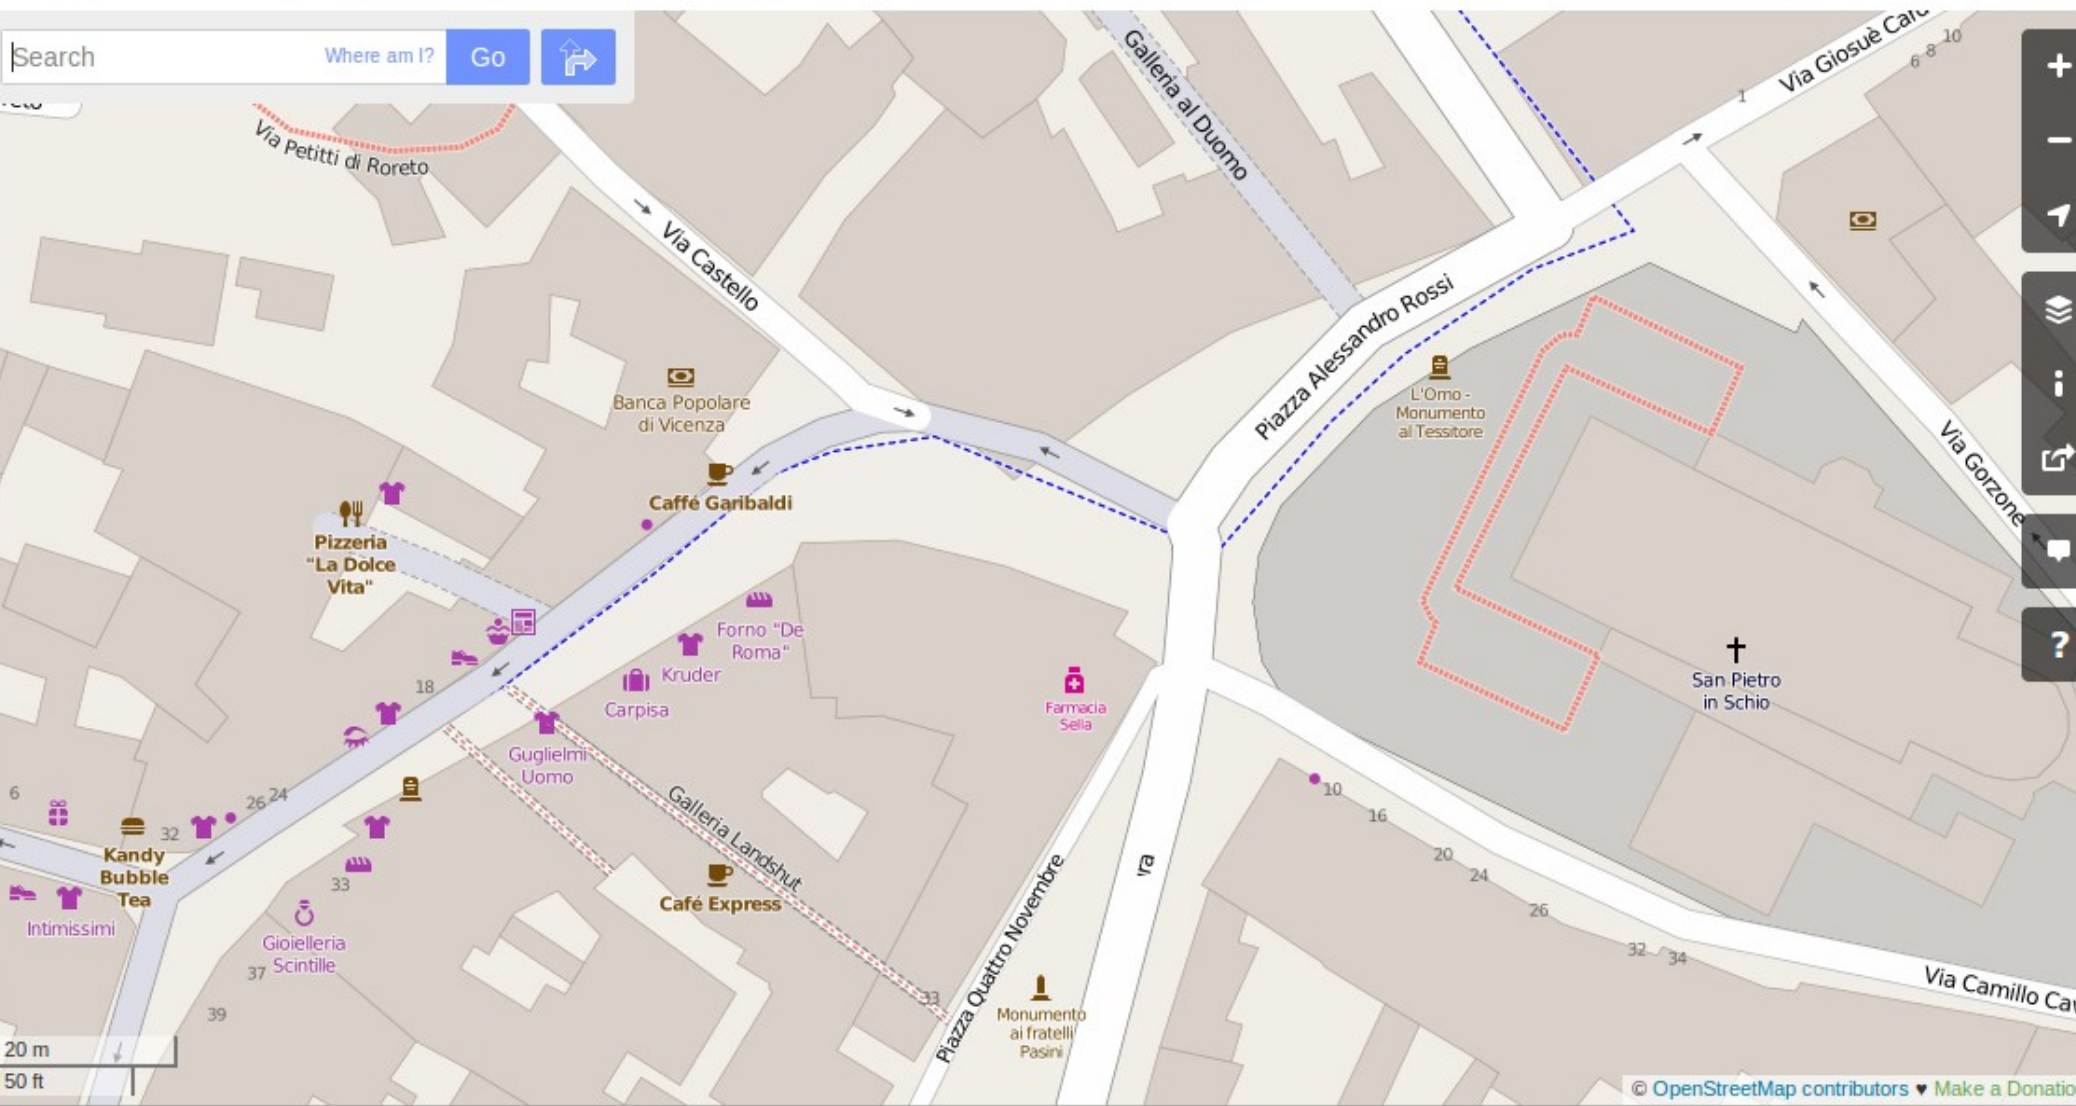 Search
Where am I?
Go
Via Petitti di Roreto
Via Castello
Galleria al Duomo
Via Giosuè Card
10
8
6
1
Piazza Alessandro Rossi
L'Omo -
Monumento
al Tessitore
Via Gorzone
Banca Popolare
di Vicenza
Caffé Garibaldi
Pizzeria
"La Dolce
Vita"
Forno "De
Roma"
Kruder
Carpisa
Guglielmi
Uomo
Farmacia
Sella
San Pietro
in Schio
18
6
26
24
32
Kandy
Bubble
Tea
Intimissimi
33
Gioielleria
Scintille
37
39
Galleria Landshut
Café Express
33
Piazza Quattro Novembre
Monumento
ai fratelli
Pasini
10
16
20
24
26
32
34
Via Camillo Cav
20 m
50 ft
?
© OpenStreetMap contributors ♥ Make a Donatio